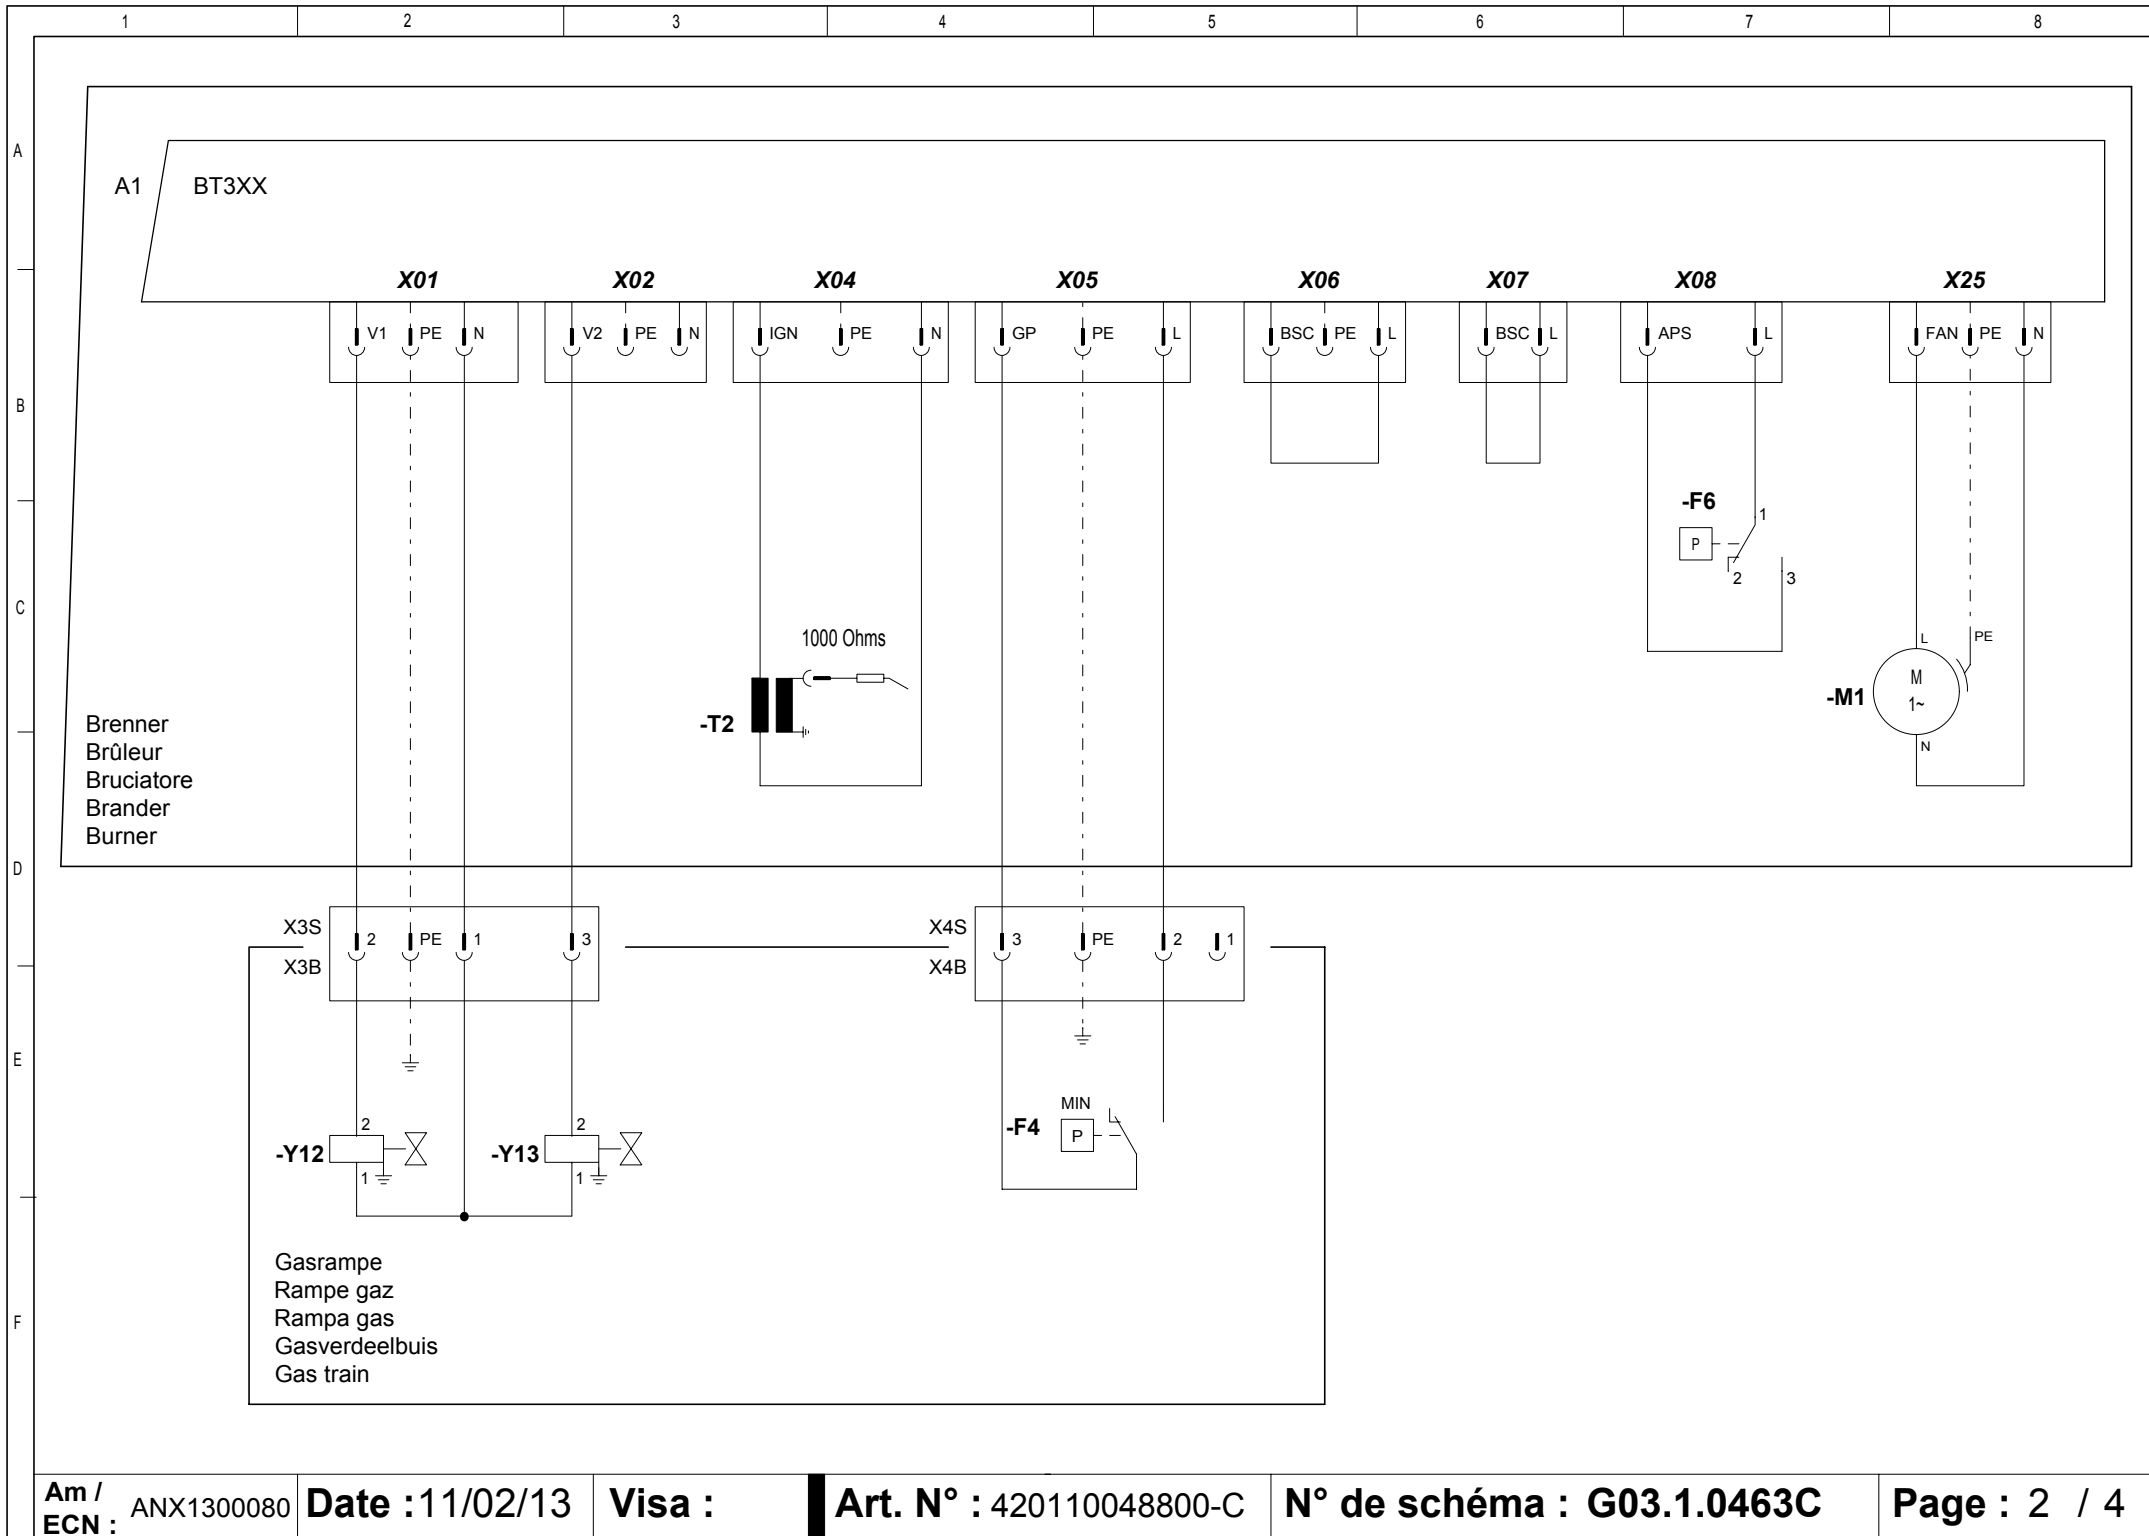 1 2 3 4 5 6 7 8
A
A1 BT3XX
X01 X02 X04 X05 X06 X07 X08 X25
V1 PE N V2 PE N IGN PE N GP PE L BSC PE L BSC L APS L FAN PE N
B
-F6
1
P
2 3
C
1000 Ohms
L PE
M
1~
-M1
-T2
N
Brenner
Brûleur
Bruciatore
Brander
Burner
D
X3S X4S
2 PE 1 3 3 PE 2 1
X3B X4B
E
MIN
-F4 P
2 2
-Y12 -Y13
1 1
Gasrampe
Rampe gaz
Rampa gas
Gasverdeelbuis
Gas train
F
Am / ECN : ANX1300080 Date : 11/02/13 Visa : Art. N° : 420110048800-C N° de schéma : G03.1.0463C Page : 2 / 4